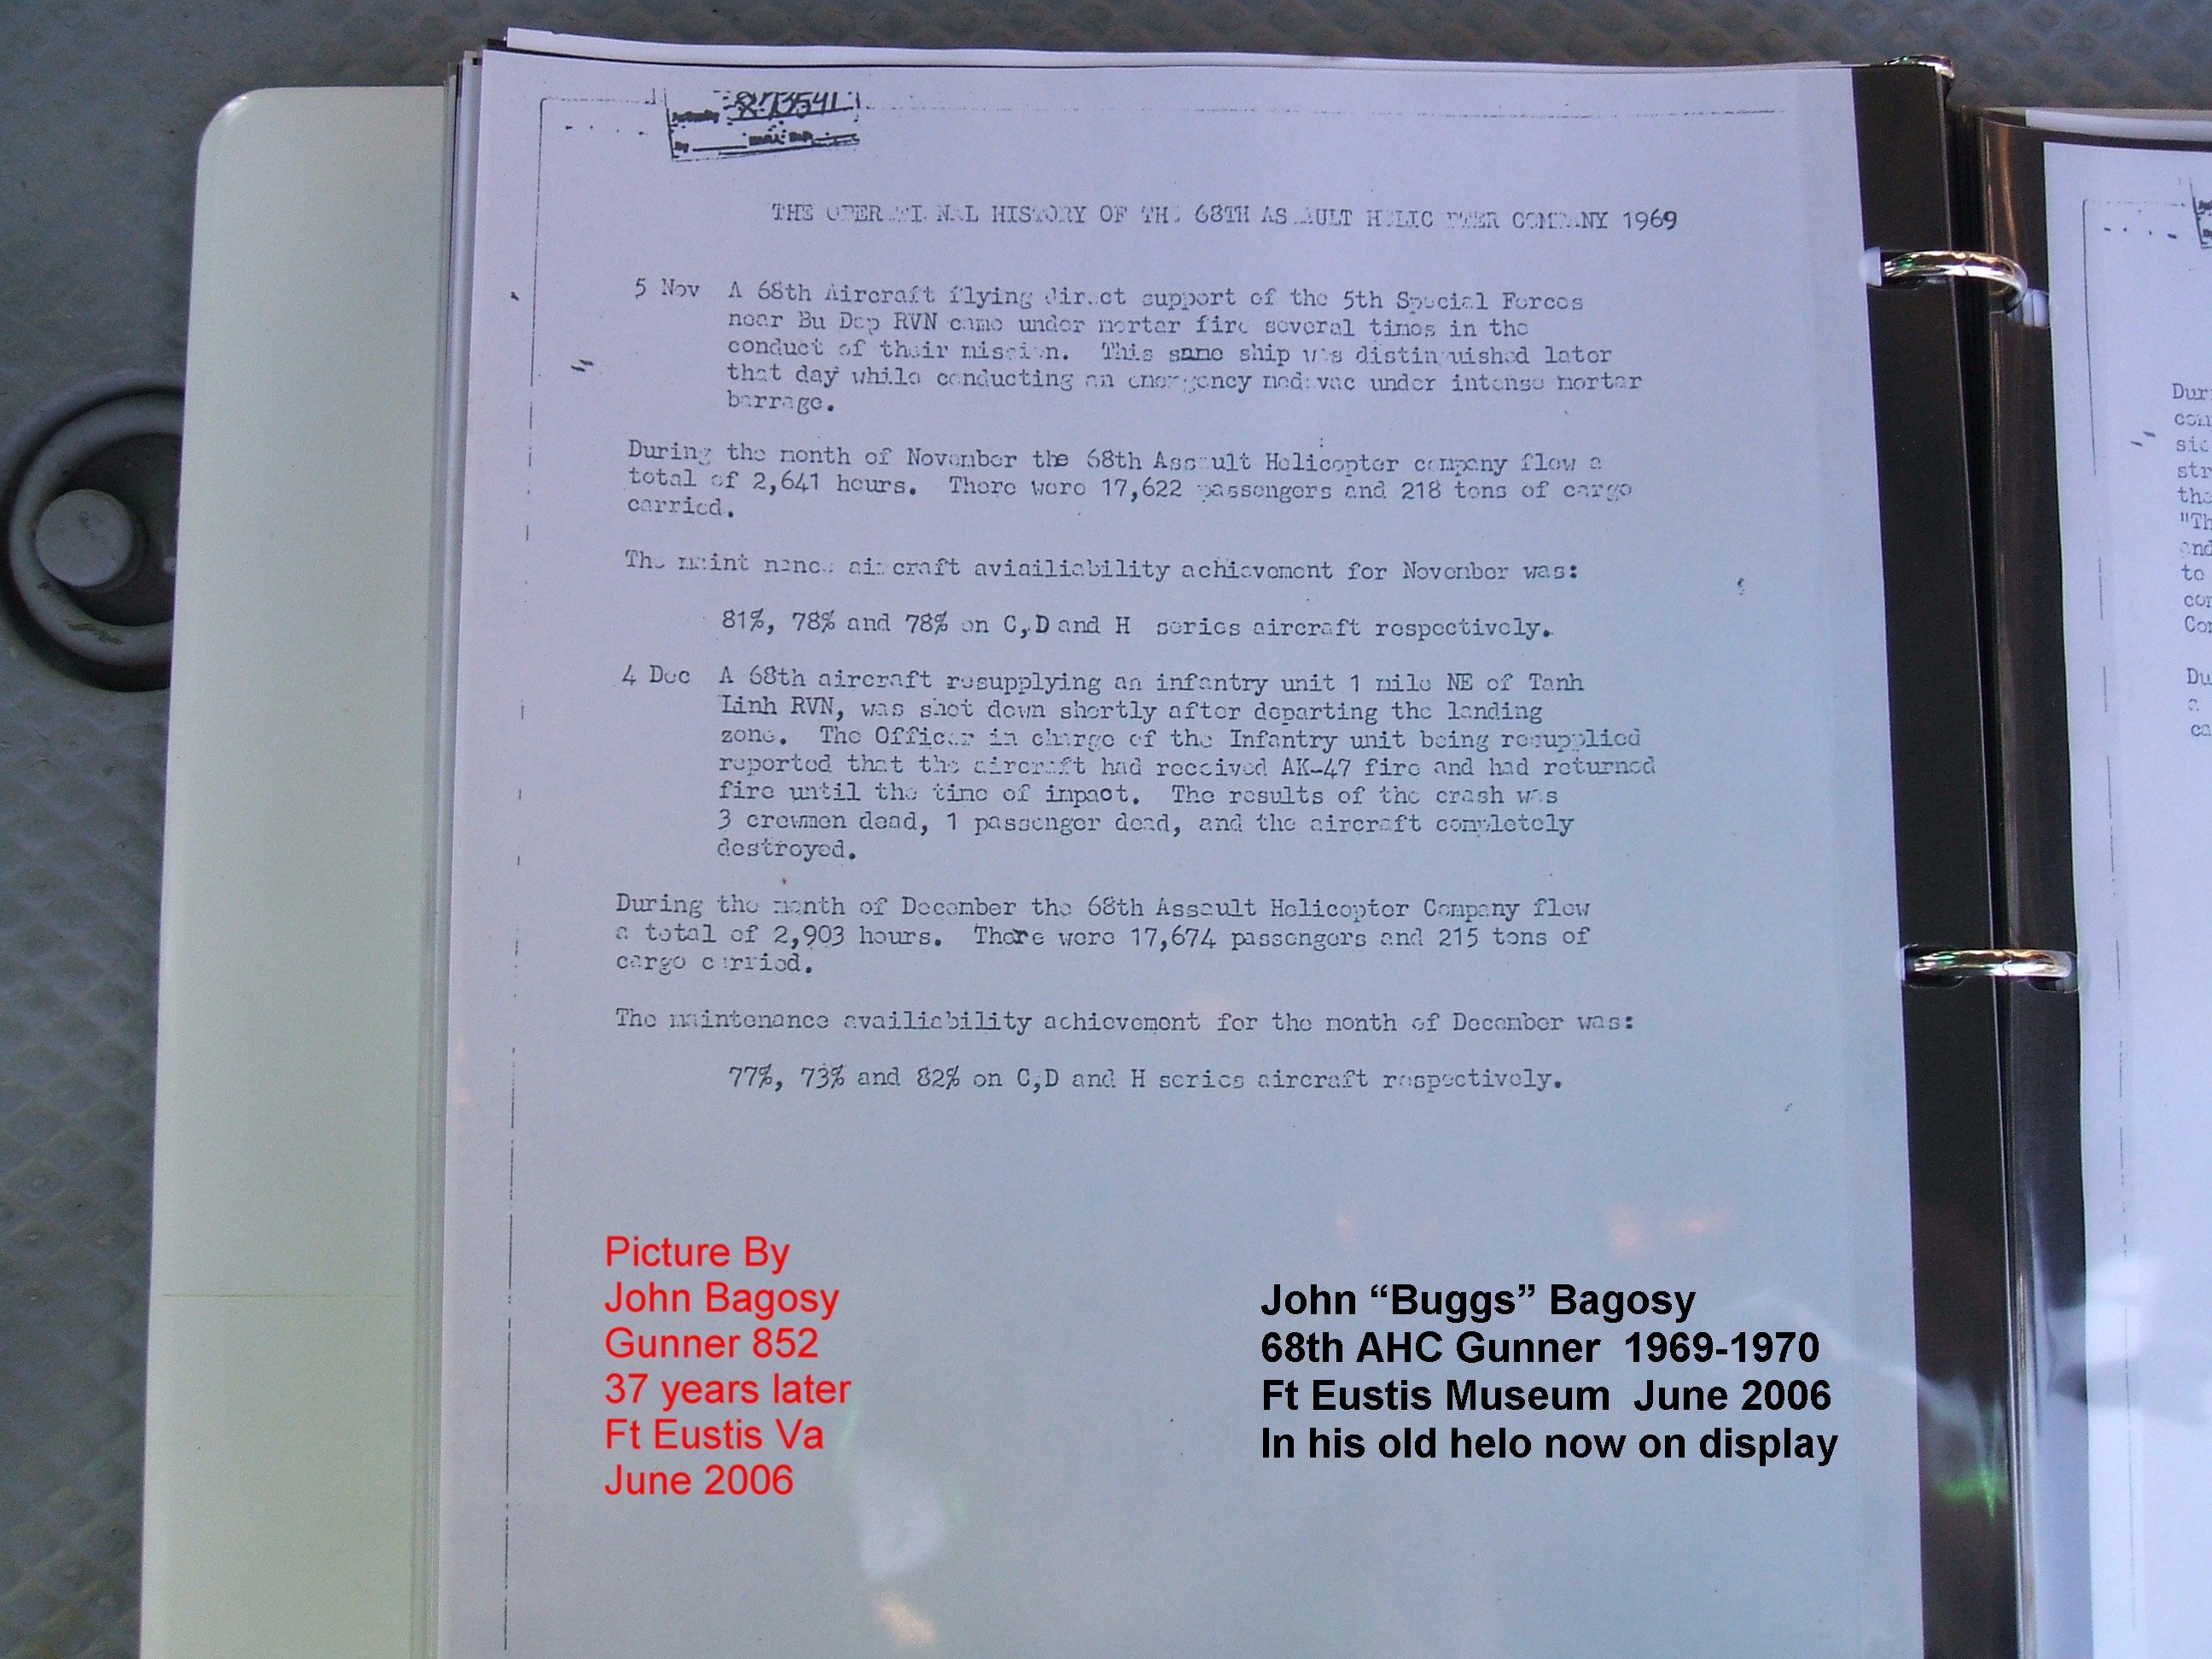 873541
By
THE OPERATIONAL HISTORY OF THE 68TH ASSAULT HELICOPTER COMPANY 1969
5 Nov A 68th Aircraft flying direct support of the 5th Special Forces
near Bu Dop RVN came under mortar fire several times in the
conduct of their mission. This same ship was distinguished later
that day while conducting an emergency medivac under intense mortar
barrage.
During the month of November the 68th Assault Helicopter company flew a
total of 2,641 hours. There were 17,622 passengers and 218 tons of cargo
carried.
The maintenance aircraft aviailiability achievement for November was:
81%, 78% and 78% on C, D and H series aircraft respectively.
4 Dec A 68th aircraft resupplying an infantry unit 1 mile NE of Tanh
Linh RVN, was shot down shortly after departing the landing
zone. The Officer in charge of the Infantry unit being resupplied
reported that the aircraft had received AK-47 fire and had returned
fire until the time of impact. The results of the crash was
3 crewmen dead, 1 passenger dead, and the aircraft completely
destroyed.
During the month of December the 68th Assault Helicopter Company flew
a total of 2,903 hours. There were 17,674 passengers and 215 tons of
cargo carried.
The maintenance availiability achievement for the month of December was:
77%, 73% and 82% on C,D and H series aircraft respectively.
Picture By
John Bagosy
Gunner 852
37 years later
Ft Eustis Va
June 2006
John “Buggs” Bagosy
68th AHC Gunner 1969-1970
Ft Eustis Museum June 2006
In his old helo now on display
"Th
and
to
Du
a